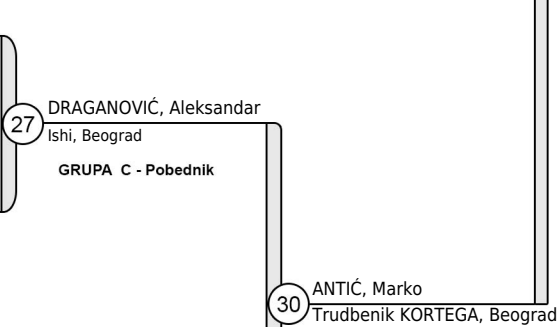 DRAGANOVIĆ, Aleksandar
27
Ishi, Beograd
GRUPA C - Pobednik
ANTIĆ, Marko
30
Trudbenik KORTEGA, Beograd